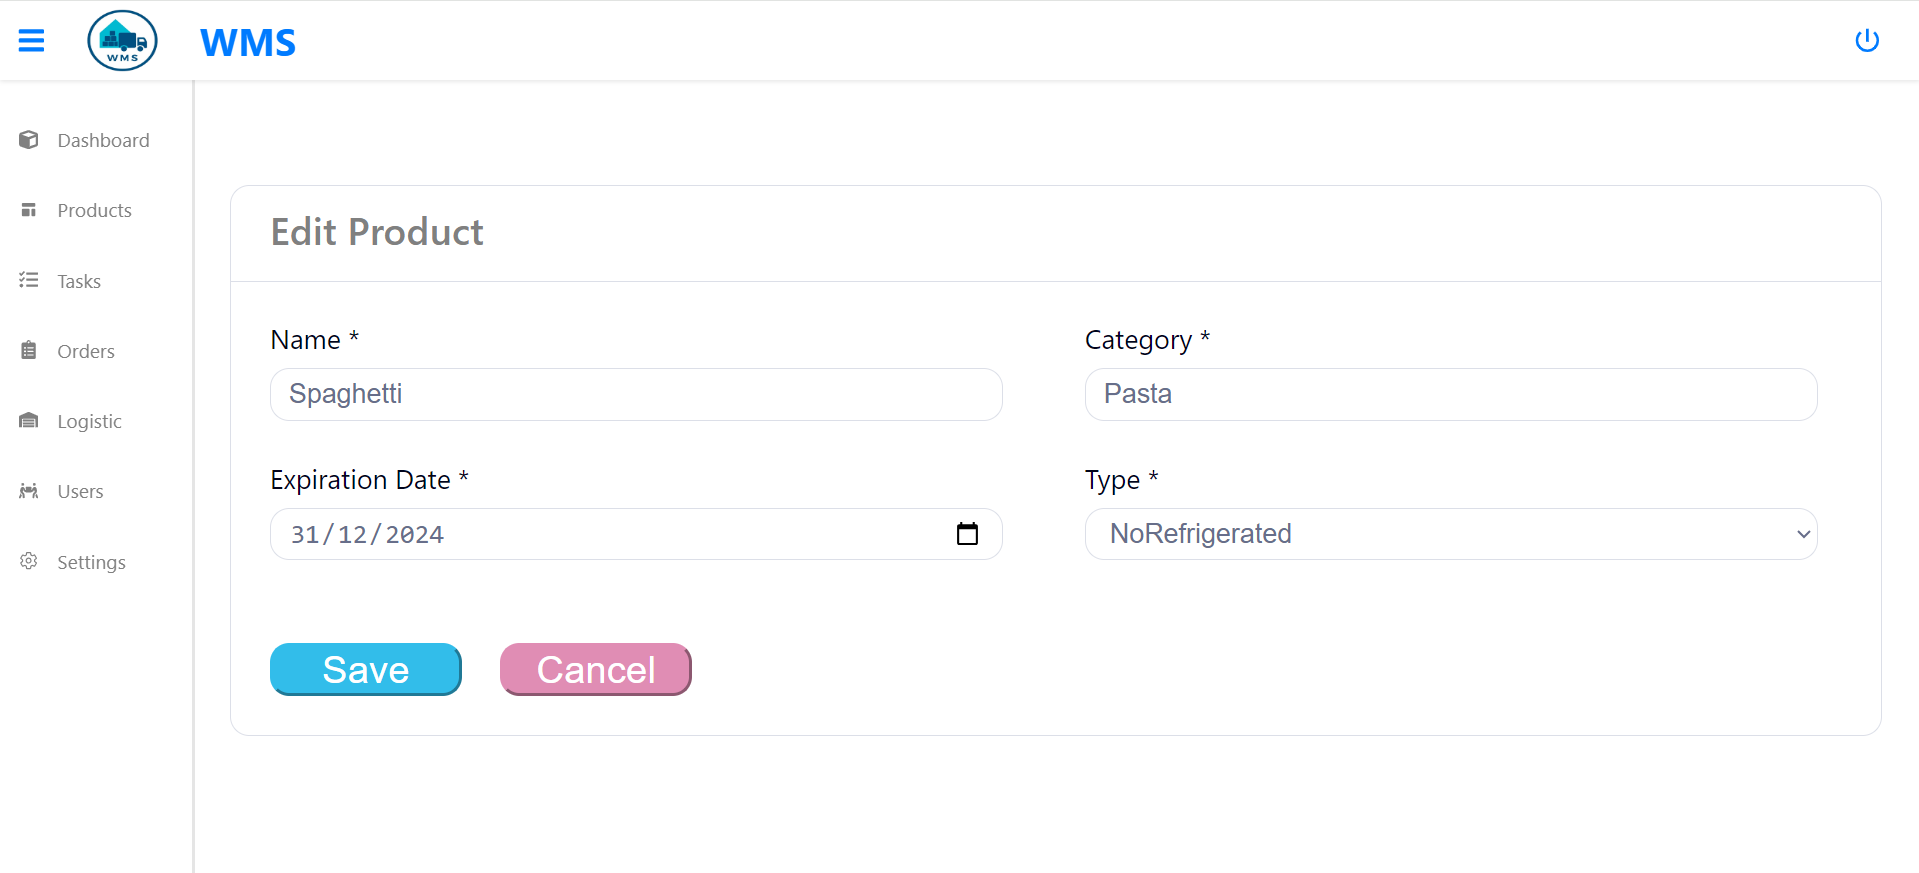 WMS
WMS
Dashboard
Products
Tasks
Orders
Logistic
Users
Settings
Edit Product
Name *
Category *
Spaghetti
Pasta
Expiration Date *
Type *
31/12/2024
NoRefrigerated
Save
Cancel